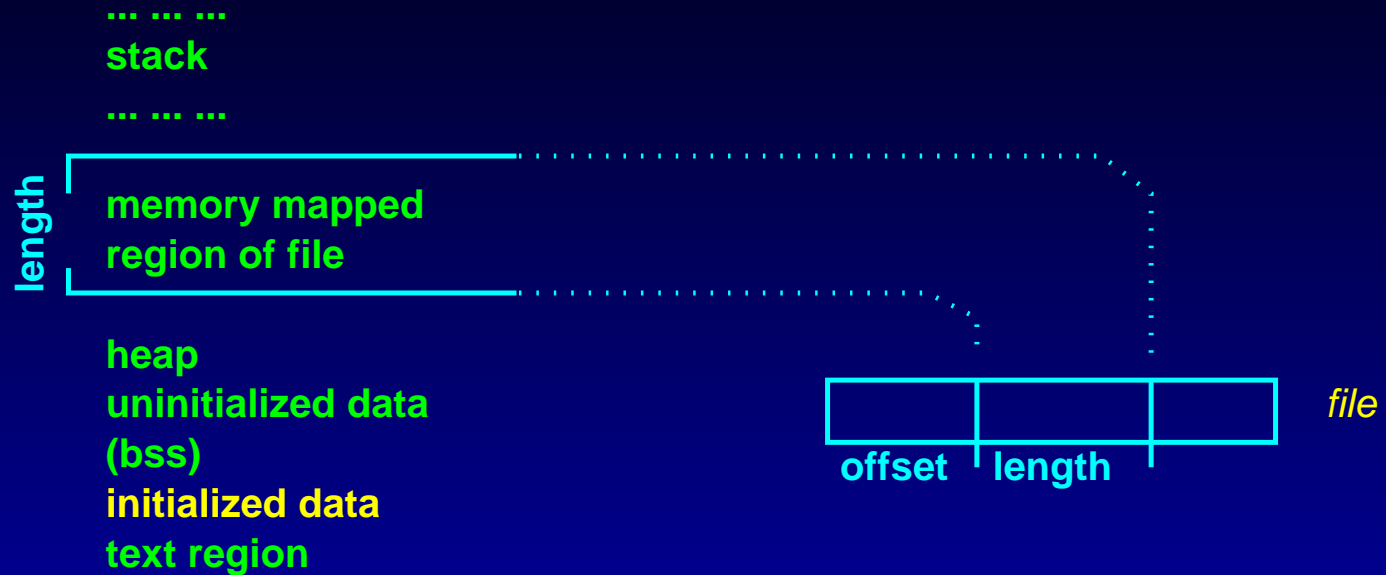 ... ... ...
stack
... ... ...
length
memory mapped
region of file
heap
uninitialized data
(bss)
initialized data
text region
file
offset length